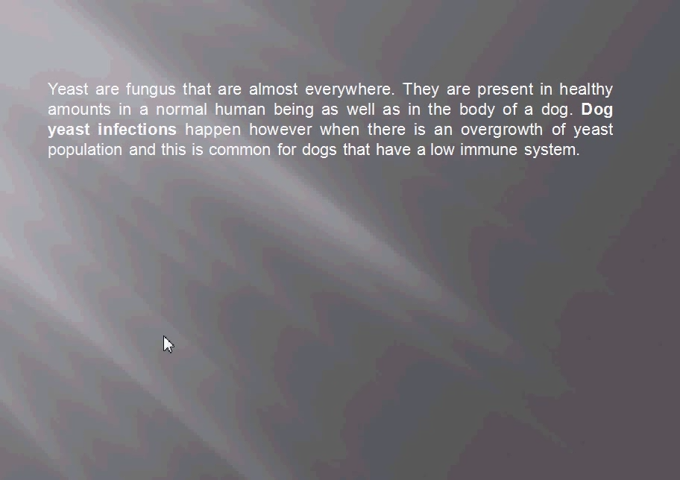 Yeast are fungus that are almost everywhere. They are present in healthy
amounts in a normal human being as well as in the body of a dog. Dog
yeast infections happen however when there is an overgrowth of yeast
population and this is common for dogs that have a low immune system.